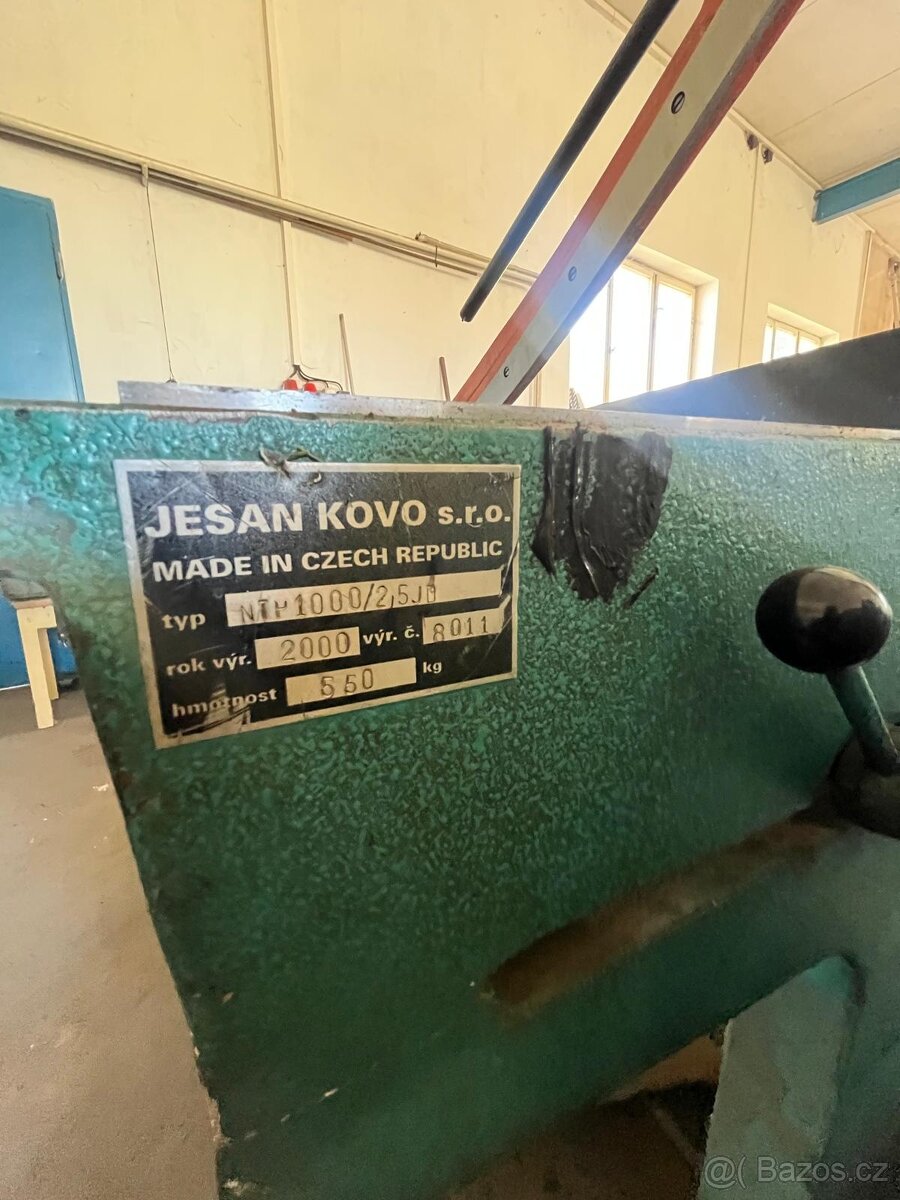 JESAN KOVO s.r.o.
MADE IN CZECH REPUBLIC
typ NTP1000/2,5JD
rok výr. 2000 výr. č. 8011
hmotnost 550 kg
@( Bazos.cz